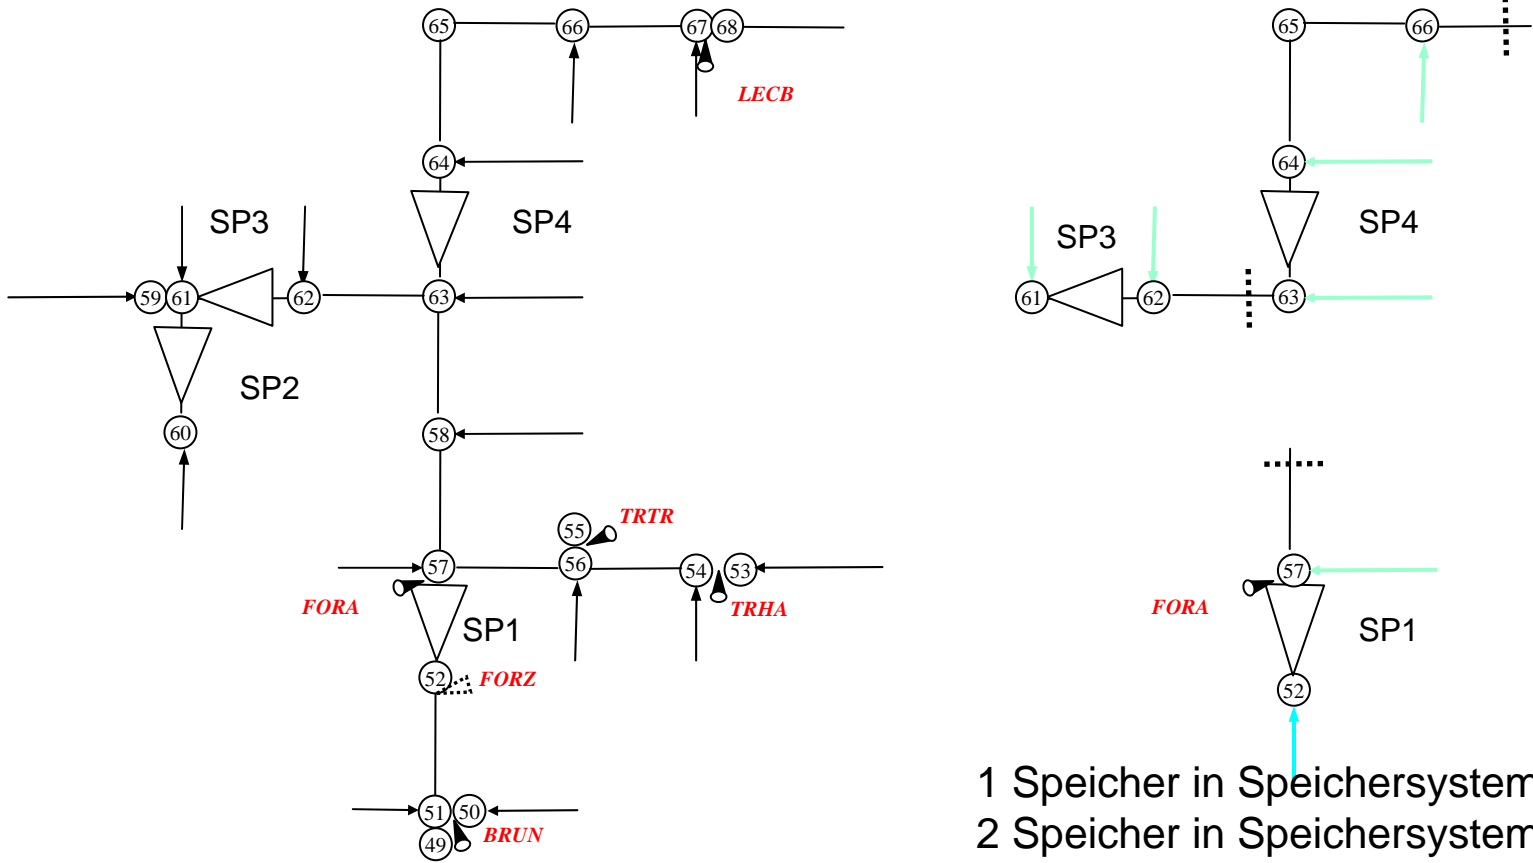 65 66 67 68
LECB
64
SP3 SP4
59 61 62 63
SP2
60
58
55 TRTR
57 56 54 53
FORA TRHA
SP1
52 FORZ
51 50
49 BRUN
65 66
64
SP3 SP4
61 62 63
57
FORA
SP1
52
1 Speicher in Speichersystem
2 Speicher in Speichersystem